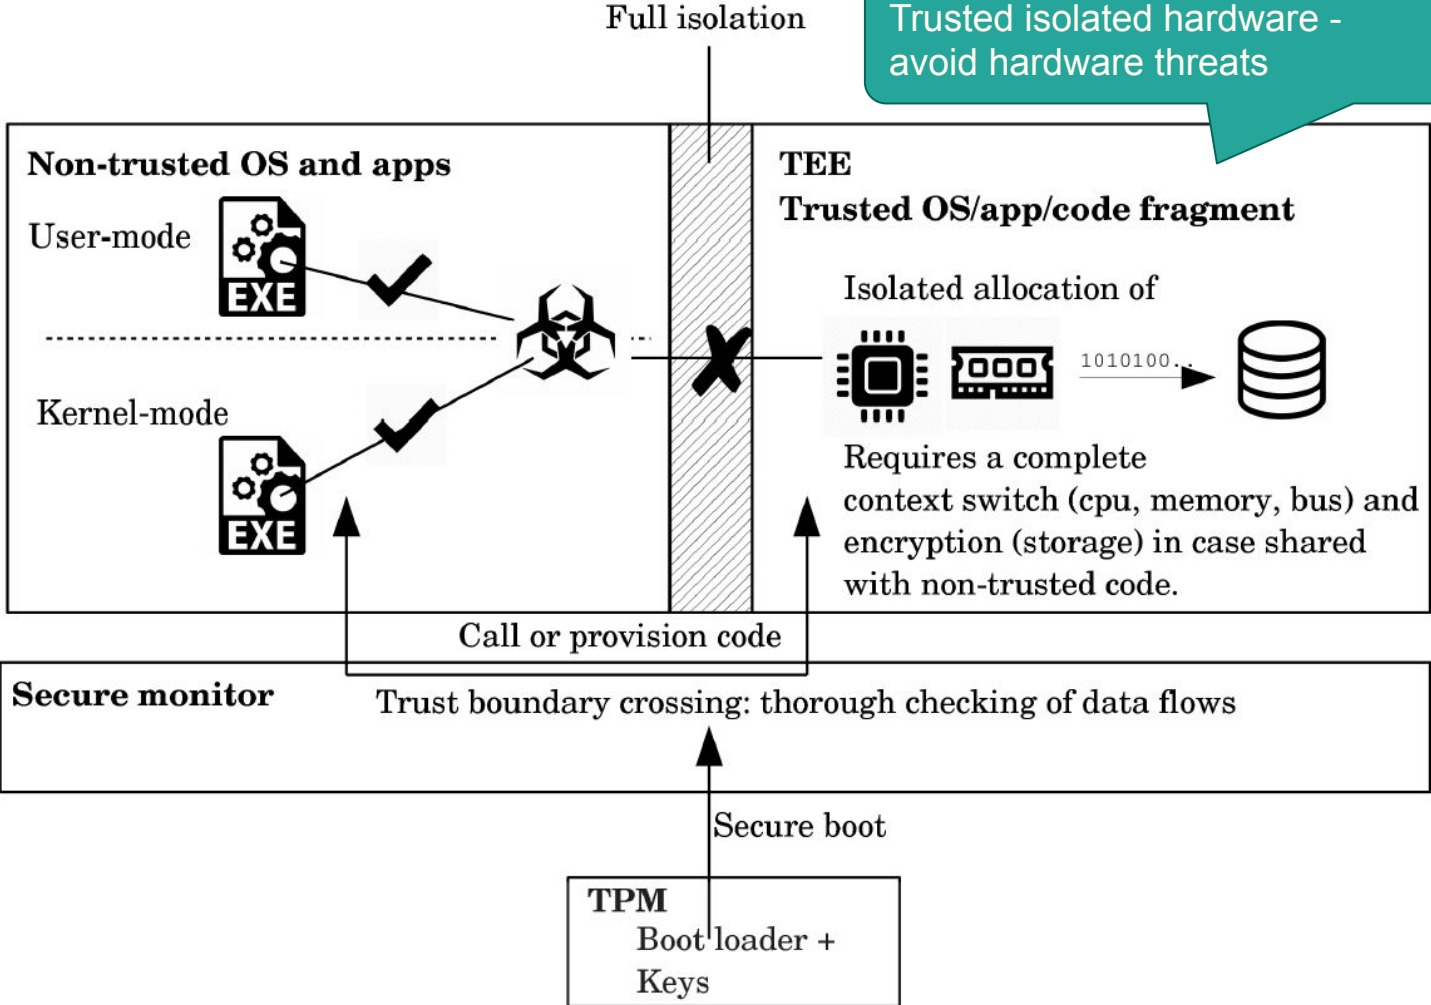 Full isolation
Trusted isolated hardware -
avoid hardware threats
Non-trusted OS and apps
User-mode
EXE
Kernel-mode
EXE
TEE
Trusted OS/app/code fragment
Isolated allocation of
1010100..
Requires a complete
context switch (cpu, memory, bus) and
encryption (storage) in case shared
with non-trusted code.
Call or provision code
Secure monitor
Trust boundary crossing: thorough checking of data flows
Secure boot
TPM
Boot loader +
Keys